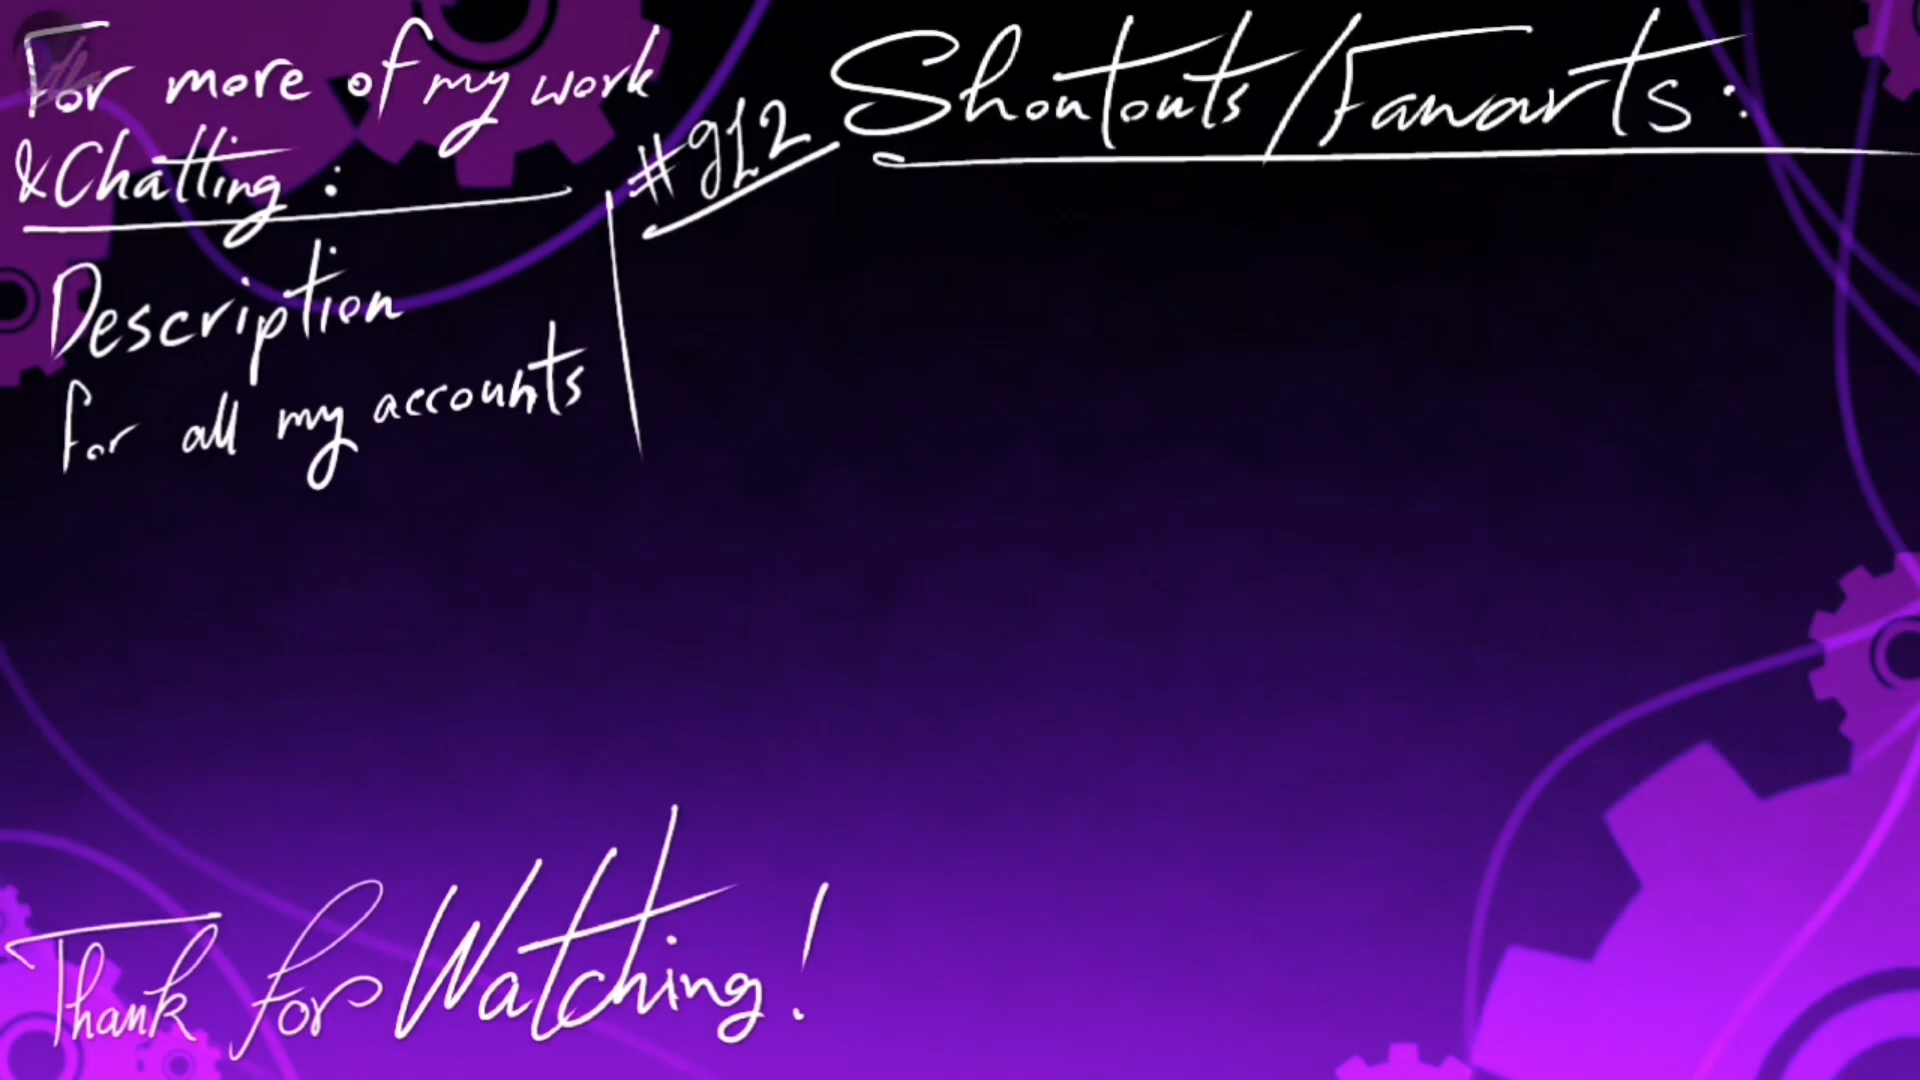 For more of my work
&Chatting :
Description
for all my accounts
#912
Shoutouts/Fanarts :
Thank for Watching!